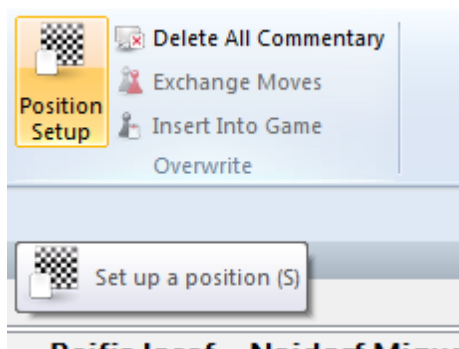 Delete All Commentary
Exchange Moves
Position
Setup
Insert Into Game
Overwrite
Set up a position (S)